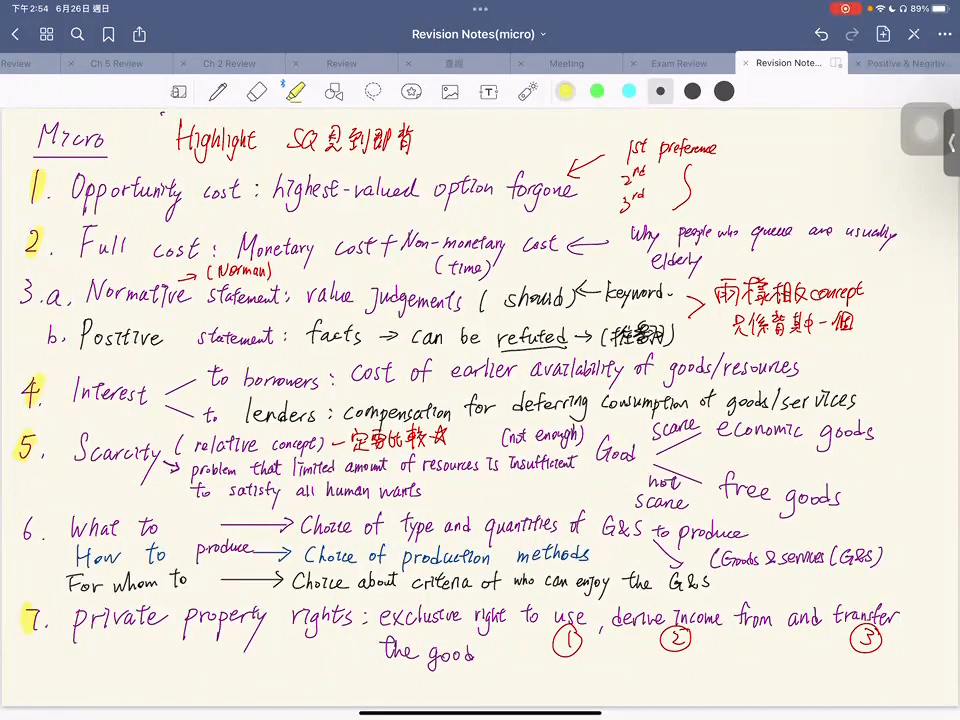 下午2:54 6月26日 週日
89%
Revision Notes(micro)
Review
Ch 5 Review
Ch 2 Review
Review
Meeting
Exam Review
Revision Note...
Positive & Negativ
Micro
Highlight SQ見到即背
1. Opportunity cost : highest-valued option forgone
1st preference
2nd
3rd
2. Full cost : Monetary cost + Non-monetary cost
(time)
Why people who queue are usually
elderly
(Norman)
3.a. Normative statement : value judgements (should) keyword.
b. Positive statement : facts → can be refuted → (推翻)
兩樣相反concept
只係背其中一個
4. Interest
to borrowers : cost of earlier availability of goods/resources
to lenders : compensation for deferring consumption of goods/services
5. Scarcity (relative concept) - 定要比較
(not enough)
problem that limited amount of resources is insufficient
to satisfy all human wants
Good
scarce economic goods
not
scarce
free goods
6. What to → Choice of type and quantities of G&S to produce
How to produce → Choice of production methods
(Goods & services (G&S)
For whom to → Choice about criteria of who can enjoy the G&S
7. private property rights : exclusive right to use, derive income from and transfer
① ② ③
the good